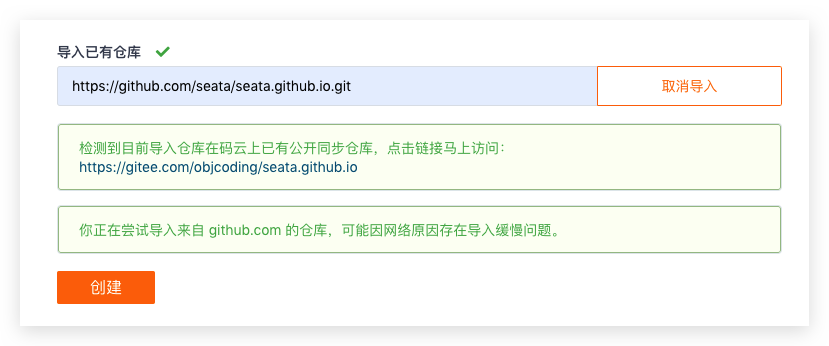 导入已有仓库
https://github.com/seata/seata.github.io.git
取消导入
检测到目前导入仓库在码云上已有公开同步仓库，点击链接马上访问：
https://gitee.com/objcoding/seata.github.io
你正在尝试导入来自 github.com 的仓库，可能因网络原因存在导入缓慢问题。
创建